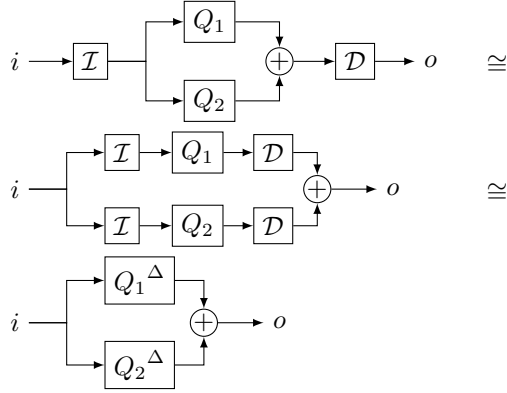 Q₁
i ℐ + 𝒟 o ≅
Q₂
ℐ Q₁ 𝒟
i + o ≅
ℐ Q₂ 𝒟
Q₁^Δ
i + o
Q₂^Δ